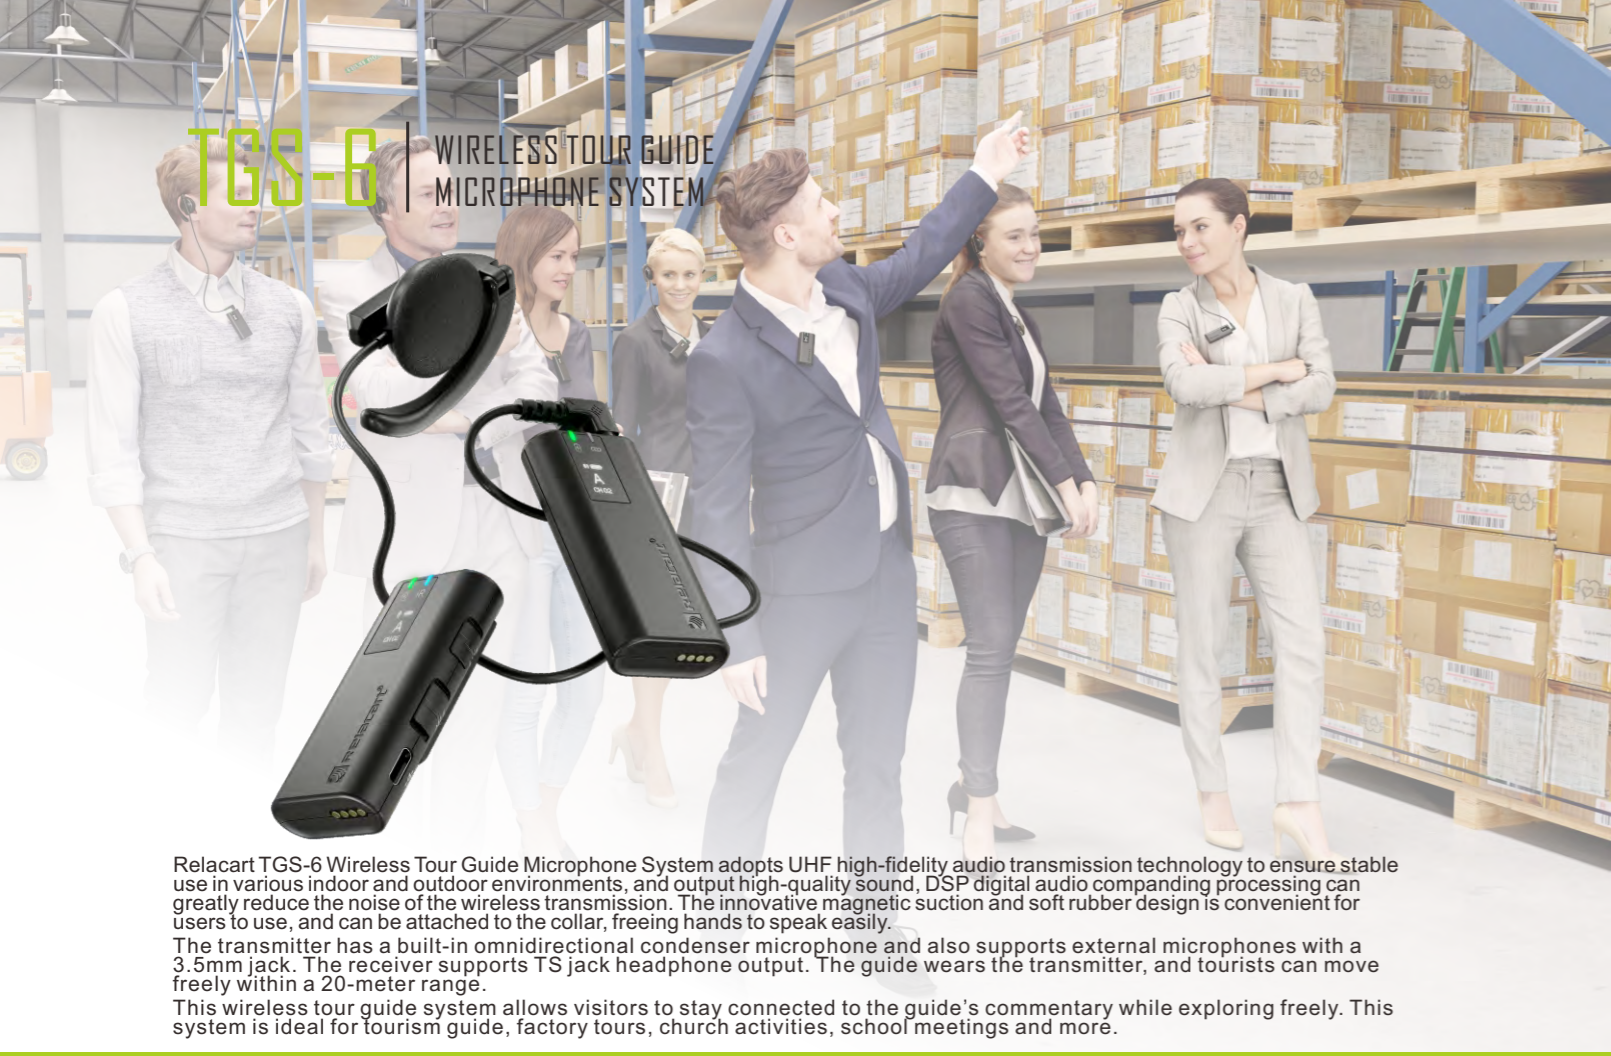 TGS-6
WIRELESS TOUR GUIDE
MICROPHONE SYSTEM
A
CH:02
Relacart
Relacart
Relacart TGS-6 Wireless Tour Guide Microphone System adopts UHF high-fidelity audio transmission technology to ensure stable
use in various indoor and outdoor environments, and output high-quality sound, DSP digital audio companding processing can
greatly reduce the noise of the wireless transmission. The innovative magnetic suction and soft rubber design is convenient for
users to use, and can be attached to the collar, freeing hands to speak easily.
The transmitter has a built-in omnidirectional condenser microphone and also supports external microphones with a
3.5mm jack. The receiver supports TS jack headphone output. The guide wears the transmitter, and tourists can move
freely within a 20-meter range.
This wireless tour guide system allows visitors to stay connected to the guide's commentary while exploring freely. This
system is ideal for tourism guide, factory tours, church activities, school meetings and more.